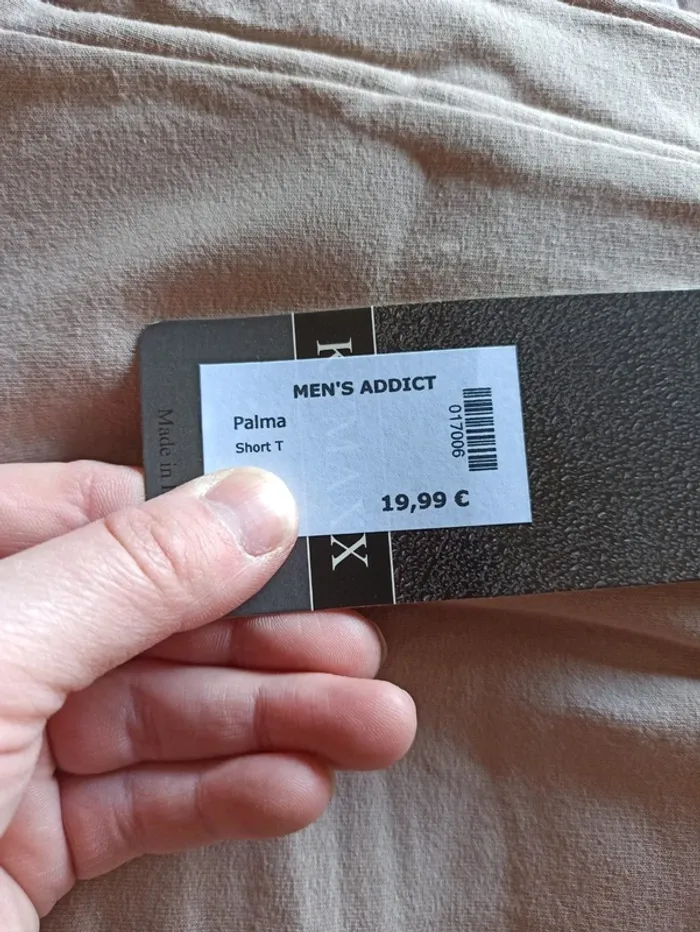 MEN'S ADDICT
Palma
Short T
017006
19,99 €
Made in